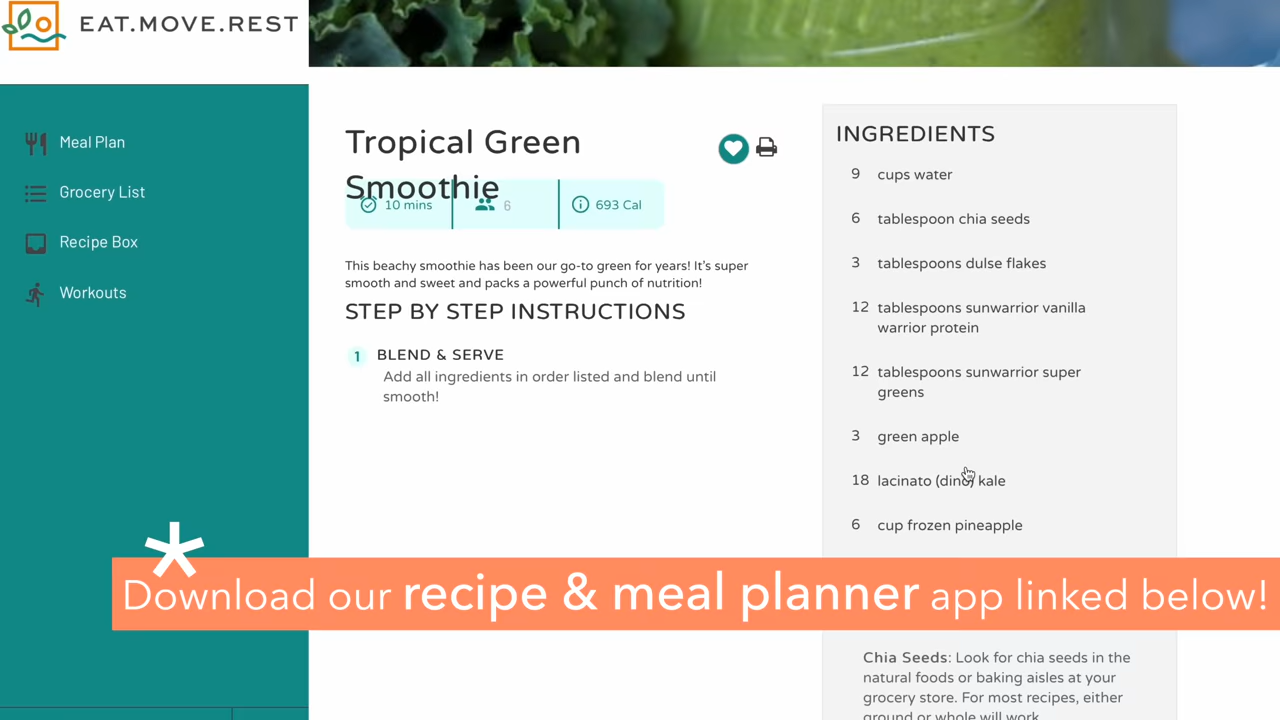 EAT.MOVE.REST
Meal Plan
Grocery List
Recipe Box
Workouts
Tropical Green
Smoothie
10 mins
6
693 Cal
This beachy smoothie has been our go-to green for years! It's super
smooth and sweet and packs a powerful punch of nutrition!
STEP BY STEP INSTRUCTIONS
1 BLEND & SERVE
Add all ingredients in order listed and blend until
smooth!
INGREDIENTS
9 cups water
6 tablespoon chia seeds
3 tablespoons dulse flakes
12 tablespoons sunwarrior vanilla
warrior protein
12 tablespoons sunwarrior super
greens
3 green apple
18 lacinato (dino) kale
6 cup frozen pineapple
*
Download our recipe & meal planner app linked below!
Chia Seeds: Look for chia seeds in the
natural foods or baking aisles at your
grocery store. For most recipes, either
ground or whole will work